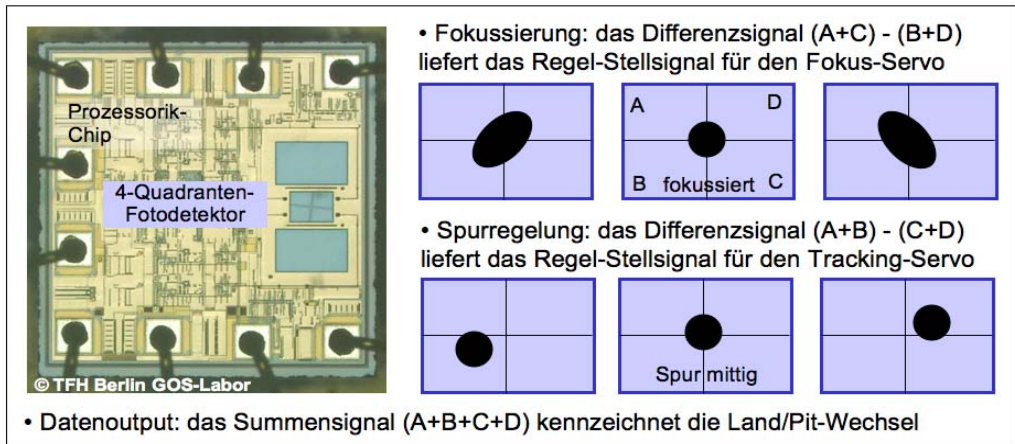 • Fokussierung: das Differenzsignal (A+C) - (B+D)
liefert das Regel-Stellsignal für den Fokus-Servo
Prozessorik-
Chip
4-Quadranten-
Fotodetektor
A D
B fokussiert C
• Spurregelung: das Differenzsignal (A+B) - (C+D)
liefert das Regel-Stellsignal für den Tracking-Servo
Spur mittig
© TFH Berlin GOS-Labor
• Datenoutput: das Summensignal (A+B+C+D) kennzeichnet die Land/Pit-Wechsel